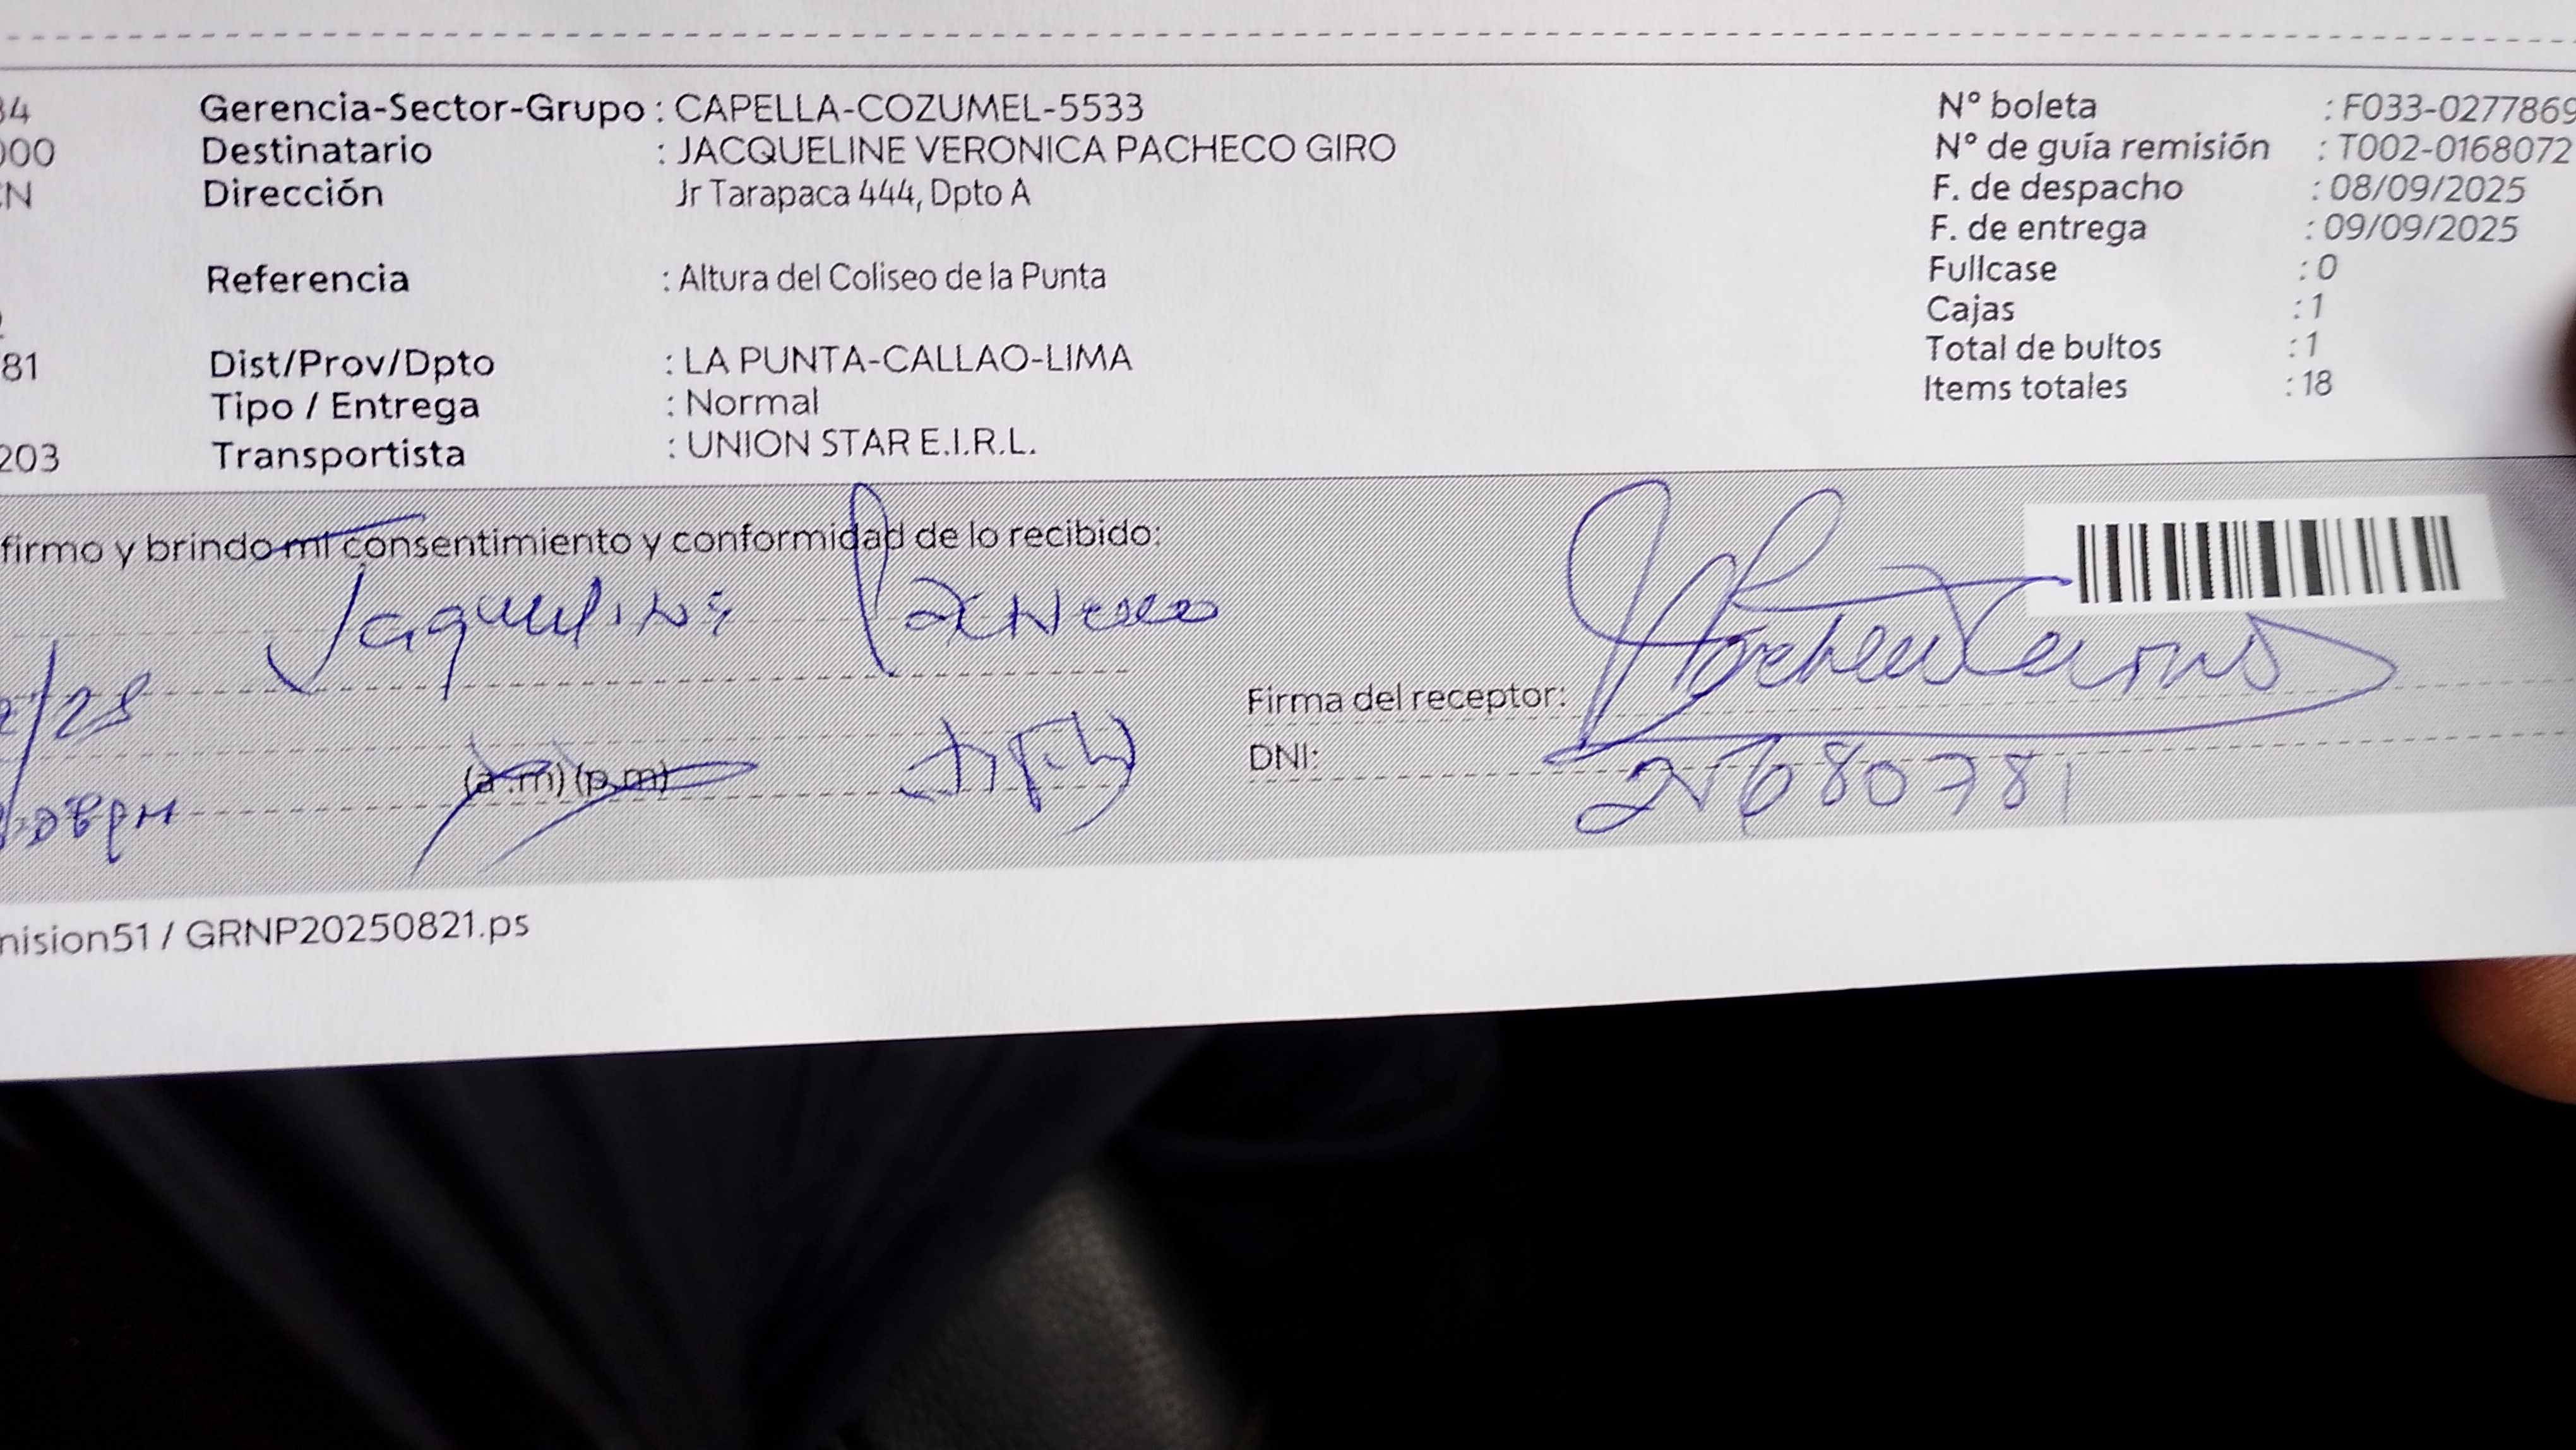 34 Gerencia-Sector-Grupo : CAPELLA-COZUMEL-5533 N° boleta : F033-0277869
000 Destinatario : JACQUELINE VERONICA PACHECO GIRO N° de guía remisión : T002-0168072
CN Dirección Jr Tarapaca 444, Dpto A F. de despacho : 08/09/2025
F. de entrega : 09/09/2025
Referencia : Altura del Coliseo de la Punta Fullcase : 0
Cajas : 1
81 Dist/Prov/Dpto : LA PUNTA-CALLAO-LIMA Total de bultos : 1
Tipo / Entrega : Normal Items totales : 18
203 Transportista : UNION STAR E.I.R.L.
firmo y brindo mi consentimiento y conformidad de lo recibido:
Jaqueline Pacheco
Firma del receptor:
(a.m) (p.m) DNI:
mision51 / GRNP20250821.ps